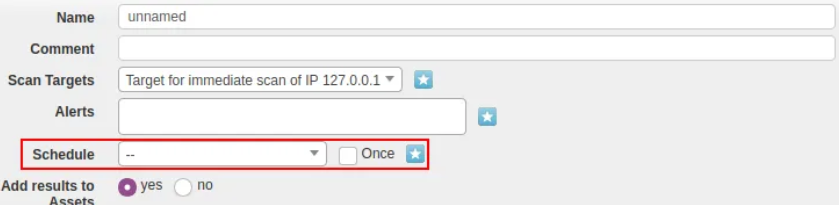 Name unnamed
Comment
Scan Targets Target for immediate scan of IP 127.0.0.1
Alerts
Schedule -- Once
Add results to yes no
Assets